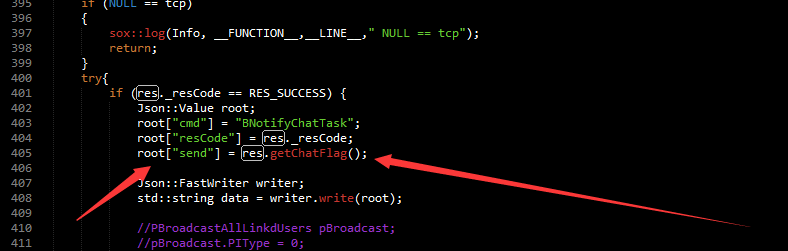 395 if (NULL == tcp)
396 {
397 sox::log(Info, __FUNCTION__,__LINE__," NULL == tcp");
398 return;
399 }
400 try{
401 if (res._resCode == RES_SUCCESS) {
402 Json::Value root;
403 root["cmd"] = "BNotifyChatTask";
404 root["resCode"] = res._resCode;
405 root["send"] = res.getChatFlag();
406
407 Json::FastWriter writer;
408 std::string data = writer.write(root);
409
410 //PBroadcastAllLinkdUsers pBroadcast;
411 //pBroadcast.PIType = 0;